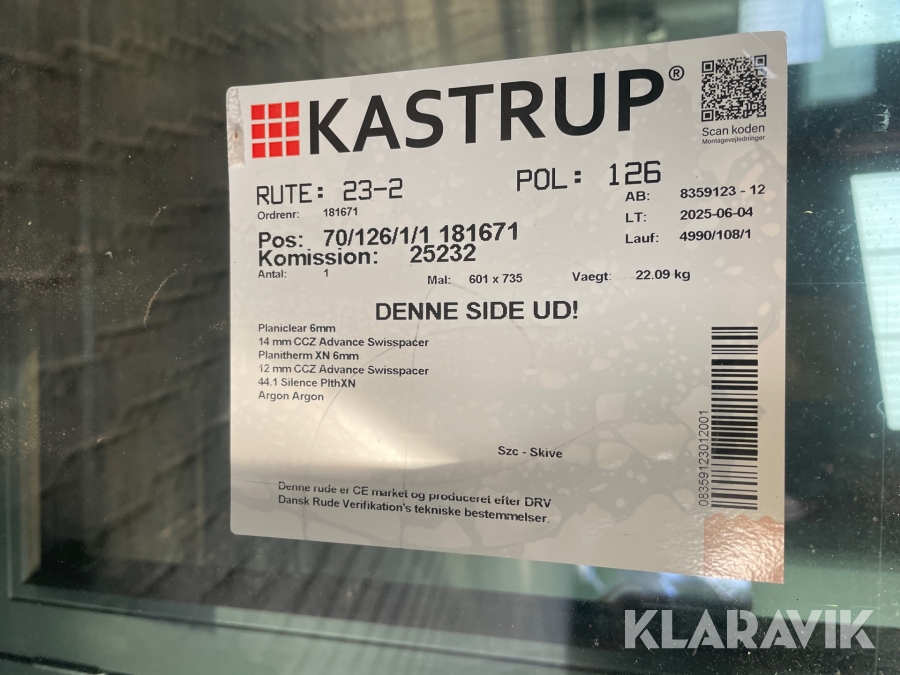 KASTRUP®
Scan koden
Montagevejledninger
RUTE: 23-2
POL: 126
Ordrenr: 181671
AB: 8359123 - 12
LT: 2025-06-04
Pos: 70/126/1/1 181671
Lauf: 4990/108/1
Komission: 25232
Antal: 1
Mal: 601 x 735
Vaegt: 22.09 kg
DENNE SIDE UD!
Planiclear 6mm
14 mm CCZ Advance Swisspacer
Planitherm XN 6mm
12 mm CCZ Advance Swisspacer
44.1 Silence PlthXN
Argon Argon
Szc - Skive
08359123012001
Denne rude er CE market og produceret efter DRV
Dansk Rude Verifikation's tekniske bestemmelser.
KLARAVIK